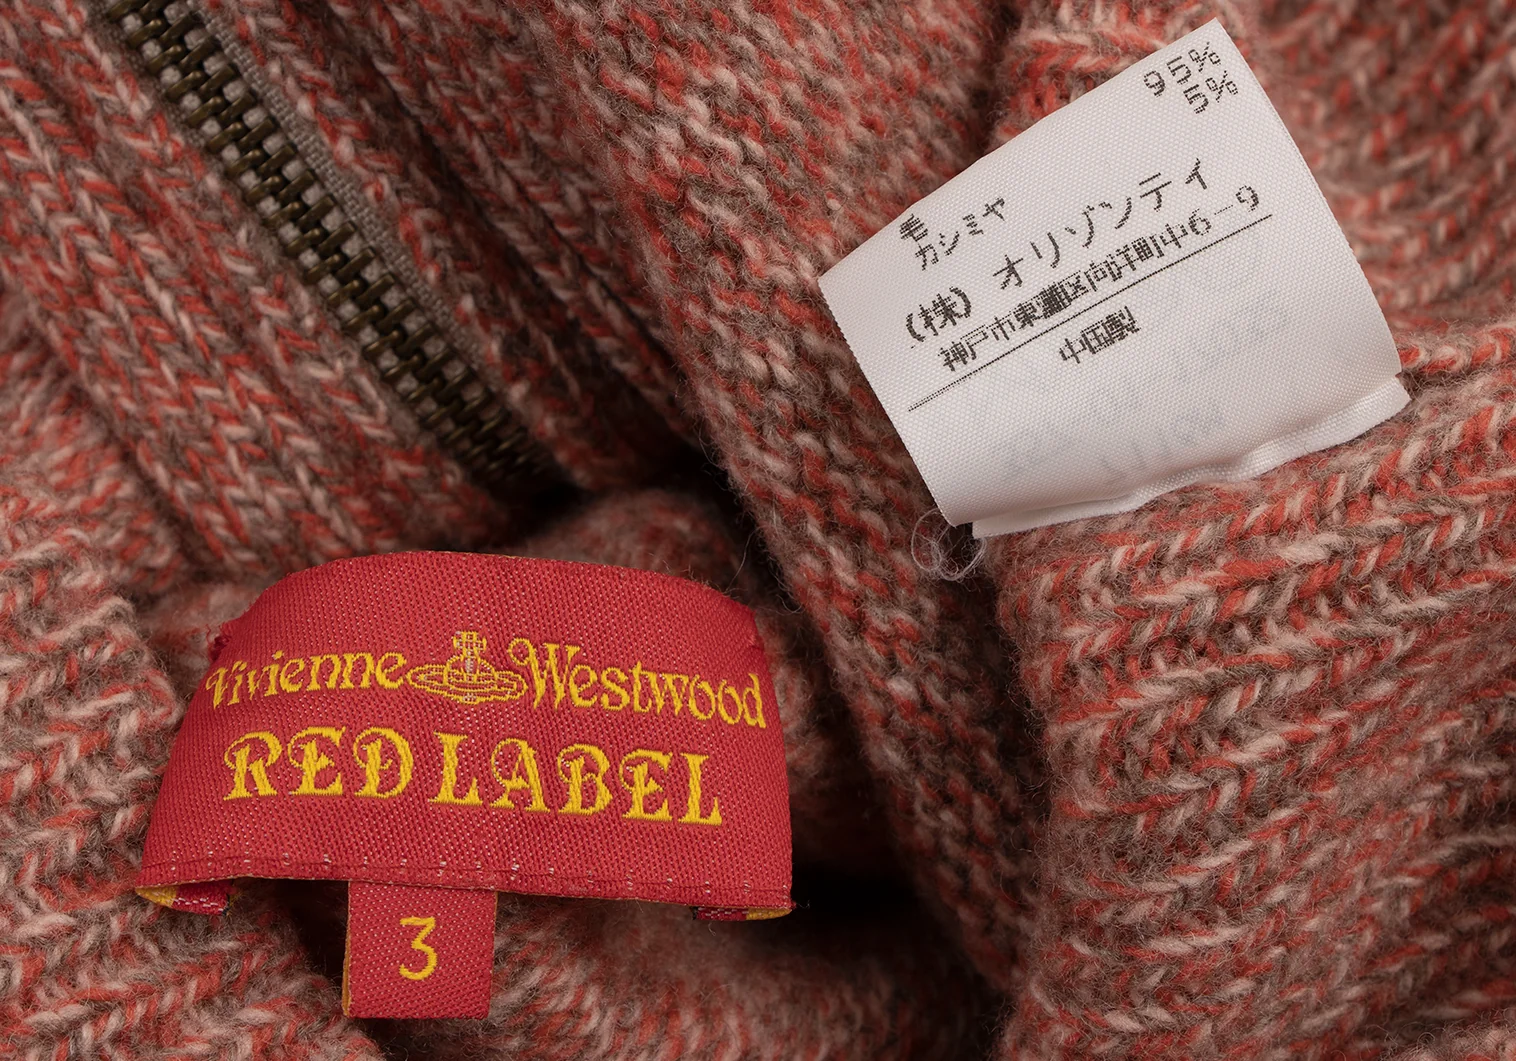 Vivienne Westwood
RED LABEL
3
毛 95%
カシミヤ 5%
(株) オリゾンティ
神戸市東灘区向洋町中6-9
中国製